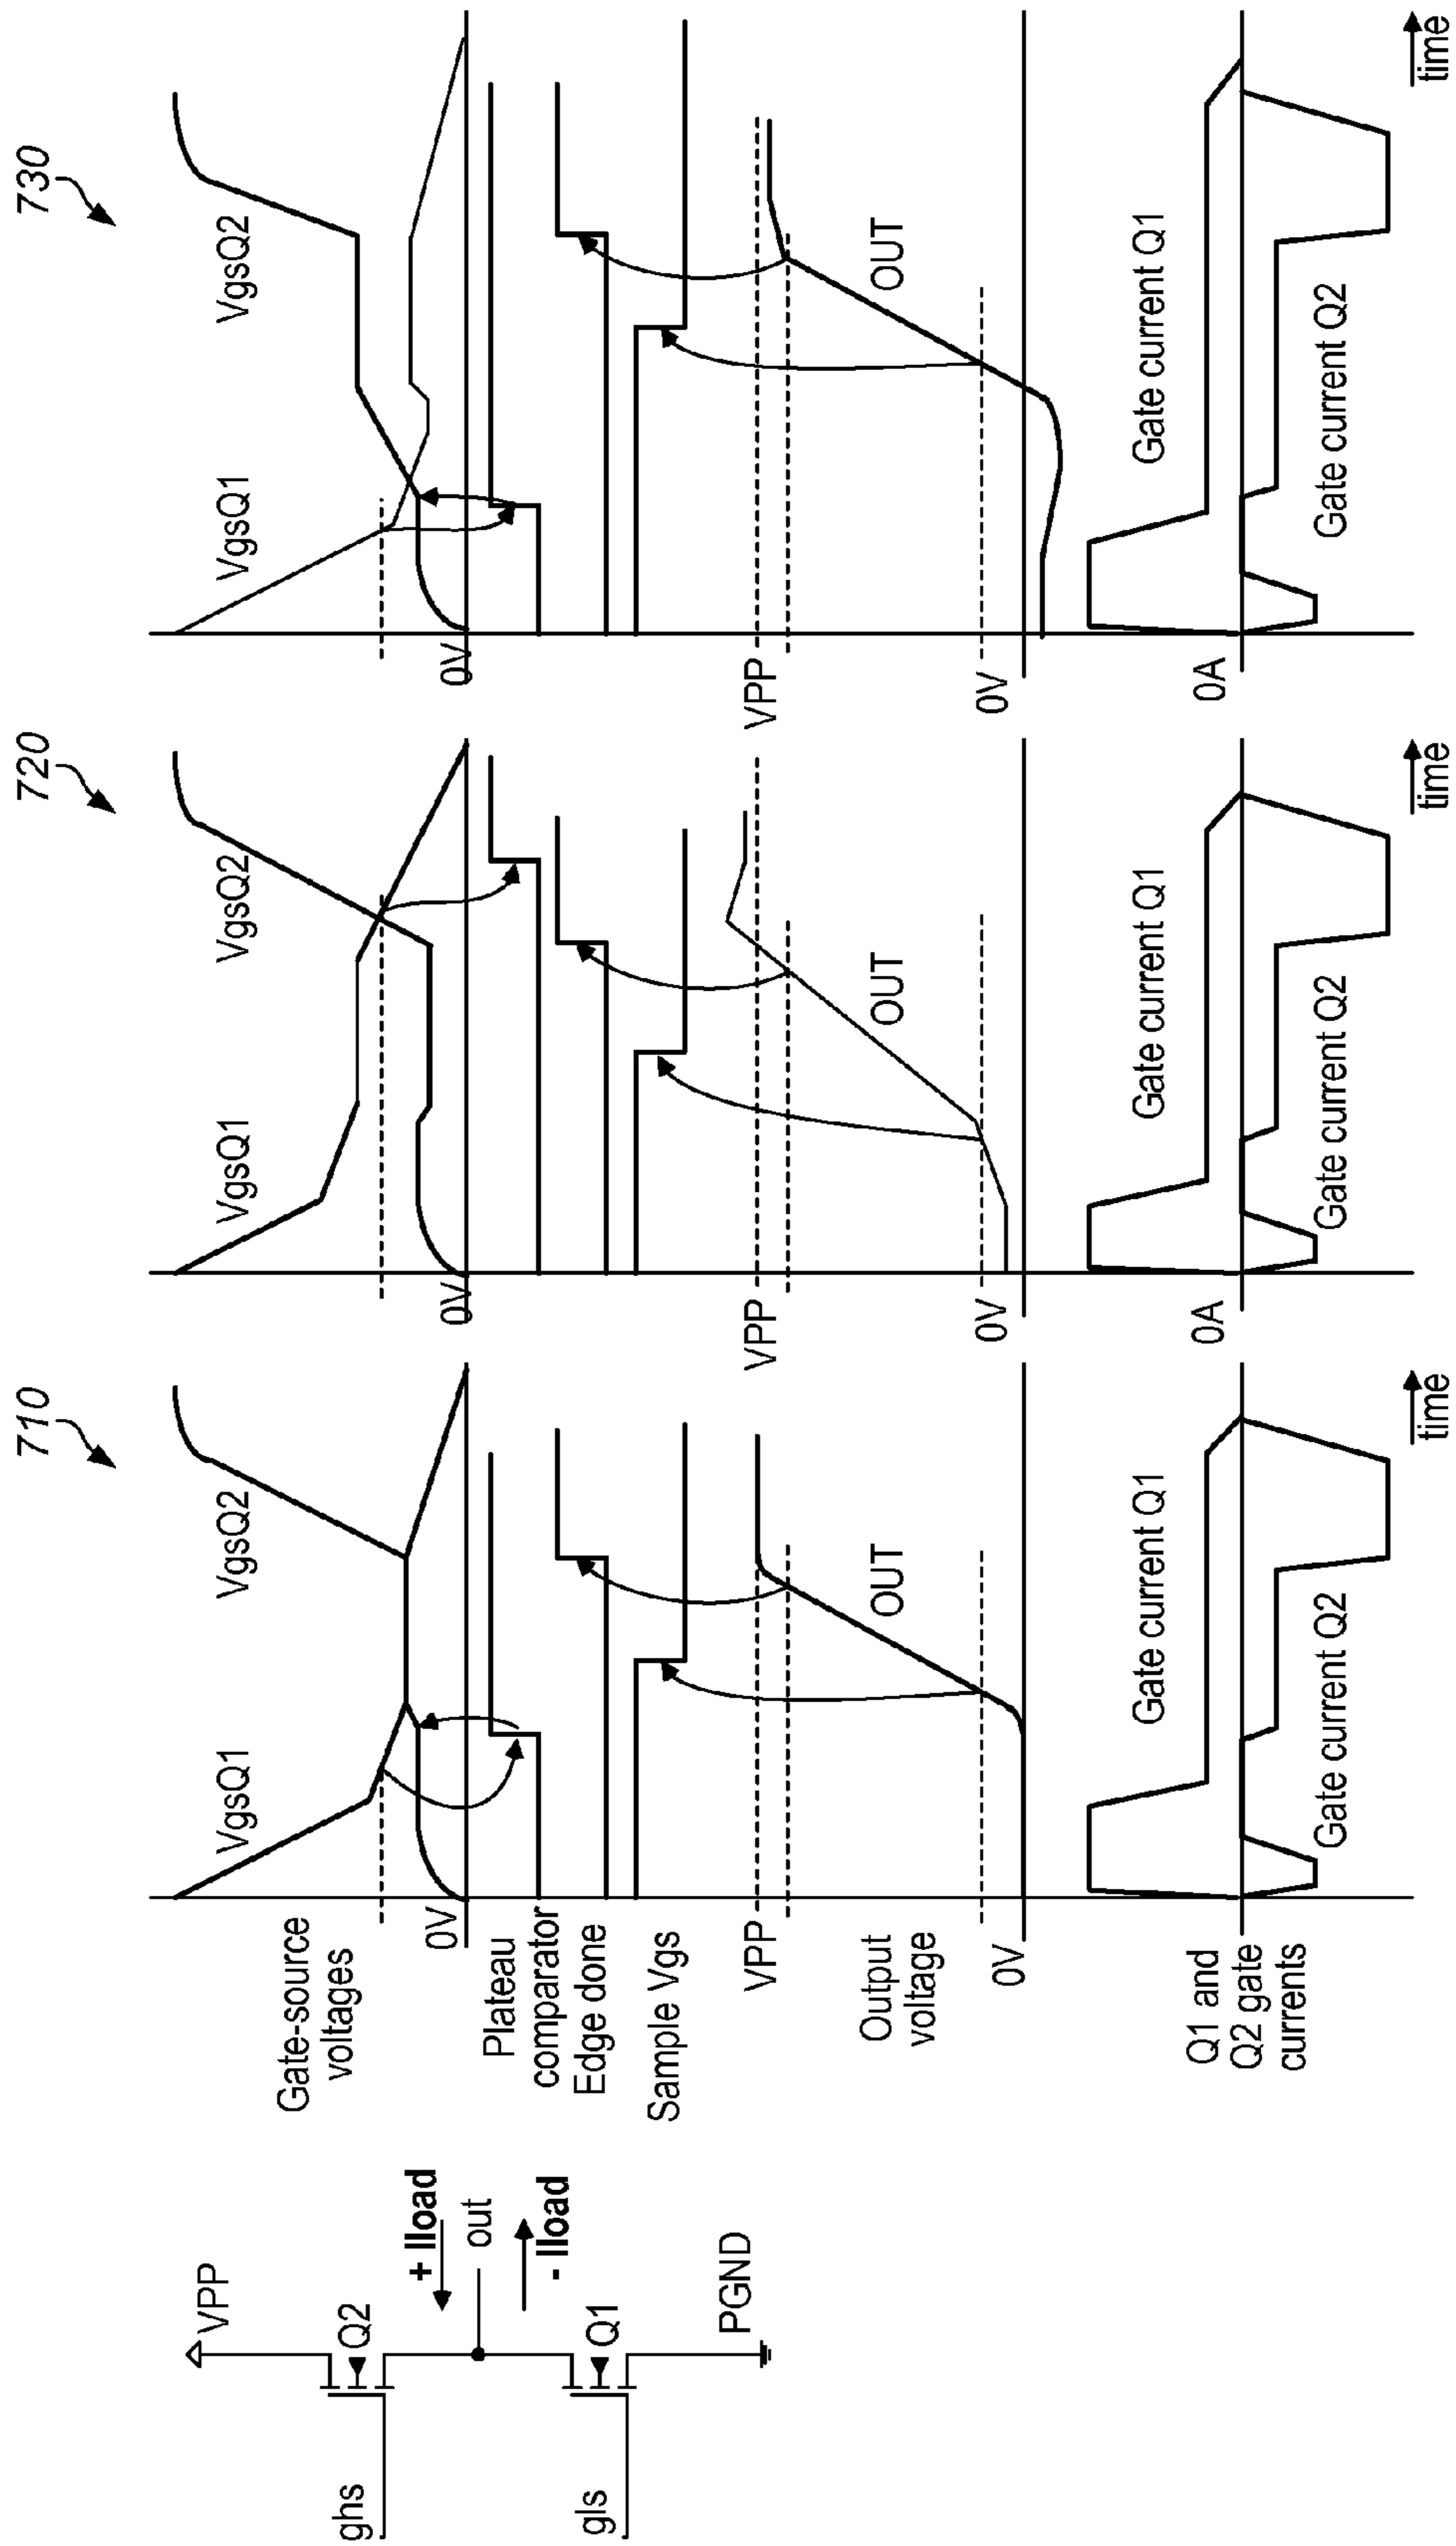 VPP
Q2
ghs
+ Iload
out
- Iload
Q1
gls
PGND
Gate-source
voltages
0V
Plateau
comparator
Edge done
Sample Vgs
VPP
Output
voltage
0V
Q1 and
Q2 gate
currents
710
VgsQ1
VgsQ2
OUT
Gate current Q1
Gate current Q2
time
720
VgsQ1
VgsQ2
0V
VPP
OUT
0V
0A
Gate current Q1
Gate current Q2
time
730
VgsQ1
VgsQ2
0V
VPP
OUT
0V
0A
Gate current Q1
Gate current Q2
time